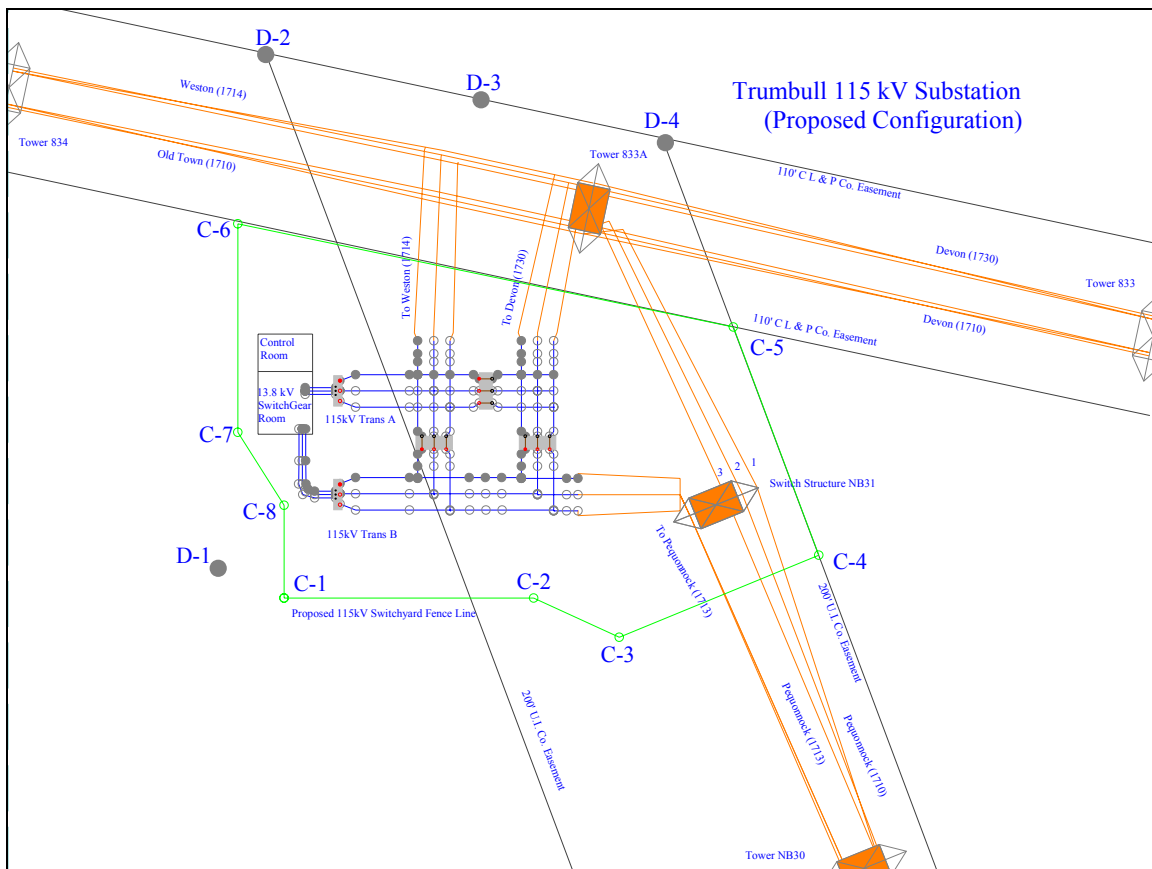 D-2
D-3
D-4
Trumbull 115 kV Substation
(Proposed Configuration)
Weston (1714)
Tower 834
Old Town (1710)
Tower 833A
110' C L & P Co. Easement
C-6
To Weston (1714)
To Devon (1730)
Devon (1730)
Tower 833
Devon (1710)
110' C L & P Co. Easement
C-5
Control
Room
13.8 kV
SwitchGear
Room
115kV Trans A
C-7
3
2
1
Switch Structure NB31
C-8
115kV Trans B
To Pequonnock (1713)
C-4
D-1
C-1
C-2
Proposed 115kV Switchyard Fence Line
C-3
200' U.I. Co. Easement
200' U.I. Co. Easement
Pequonnock (1713)
Pequonnock (1710)
Tower NB30